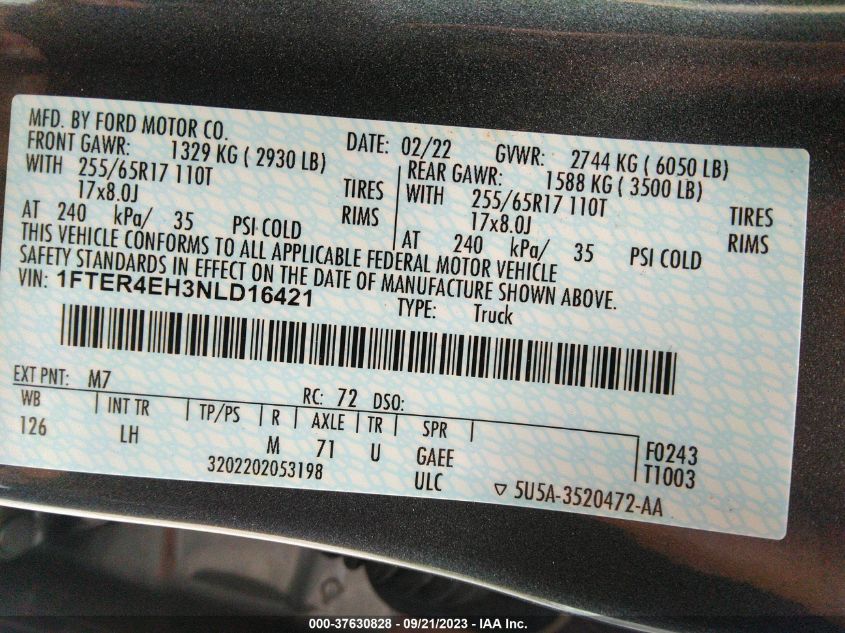 MFD. BY FORD MOTOR CO.
DATE: 02/22 GVWR: 2744 KG ( 6050 LB)
FRONT GAWR: 1329 KG ( 2930 LB)
WITH 255/65R17 110T TIRES
17x8.0J RIMS
AT 240 kPa/ 35 PSI COLD
REAR GAWR: 1588 KG ( 3500 LB)
WITH 255/65R17 110T TIRES
17x8.0J RIMS
AT 240 kPa/ 35 PSI COLD
THIS VEHICLE CONFORMS TO ALL APPLICABLE FEDERAL MOTOR VEHICLE
SAFETY STANDARDS IN EFFECT ON THE DATE OF MANUFACTURE SHOWN ABOVE.
VIN: 1FTER4EH3NLD16421 TYPE: Truck
EXT PNT: M7 RC: 72 DSO:
WB INT TR TP/PS R AXLE TR SPR
126 LH M 71 U GAEE F0243
3202202053198 ULC T1003
▽ 5U5A-3520472-AA
000-37630828 - 09/21/2023 - IAA Inc.